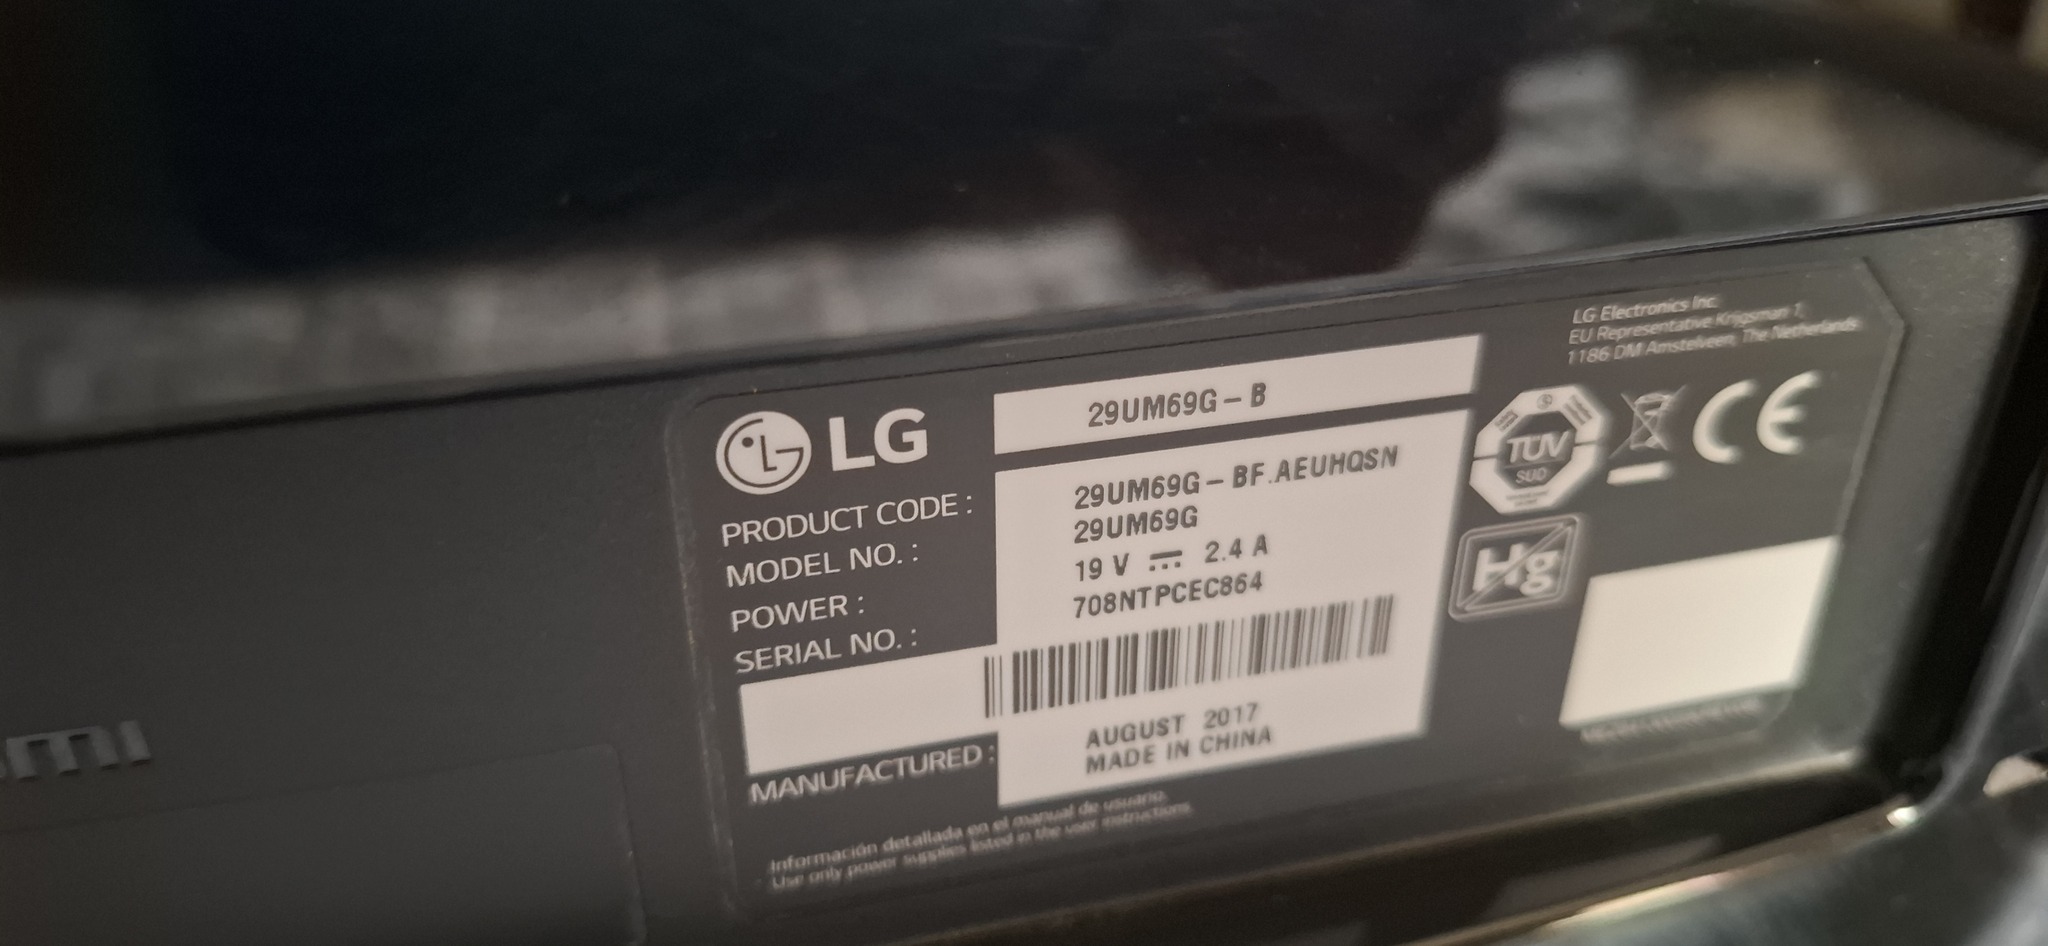 LG Electronics Inc.
EU Representative Krijgsman 1,
1186 DM Amstelveen, The Netherlands
LG
29UM69G-B
PRODUCT CODE : 29UM69G-BF.AEUHQSN
MODEL NO. : 29UM69G
POWER : 19 V 2.4 A
SERIAL NO. : 708NTPCEC864
TÜV
SÜD
CE
Hg
MANUFACTURED : AUGUST 2017
MADE IN CHINA
Información detallada en el manual de usuario.
Use only power supplies listed in the user instructions.